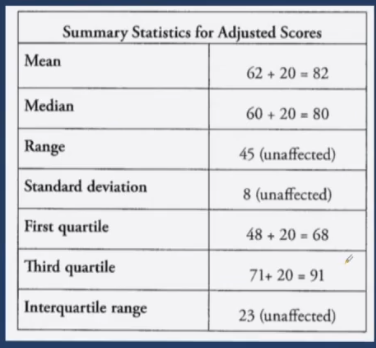 Summary Statistics for Adjusted Scores
Mean
62 + 20 = 82
Median
60 + 20 = 80
Range
45 (unaffected)
Standard deviation
8 (unaffected)
First quartile
48 + 20 = 68
Third quartile
71+ 20 = 91
Interquartile range
23 (unaffected)